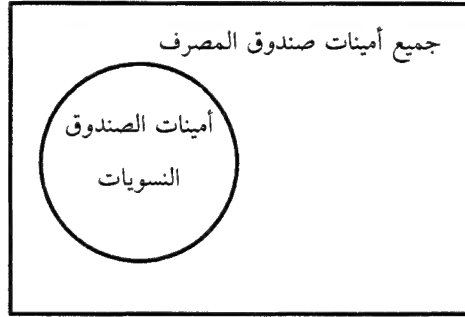 جميع أمينات صندوق المصرف
أمينات الصندوق
النسويات